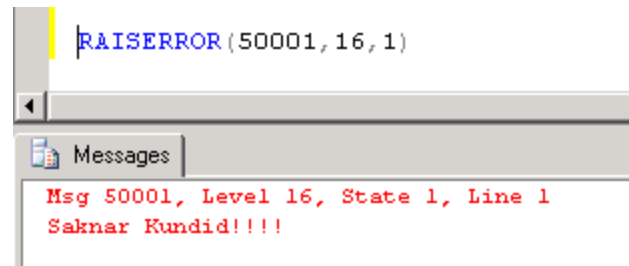 RAISERROR(50001,16,1)
Messages
Msg 50001, Level 16, State 1, Line 1
Saknar Kundid!!!!